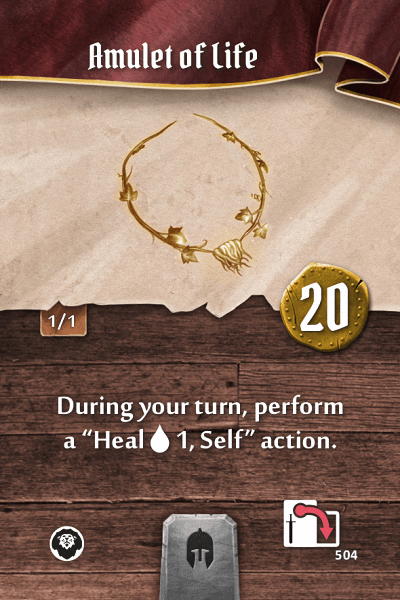 Amulet of Life
1/1
20
During your turn, perform
a “Heal 1, Self” action.
504